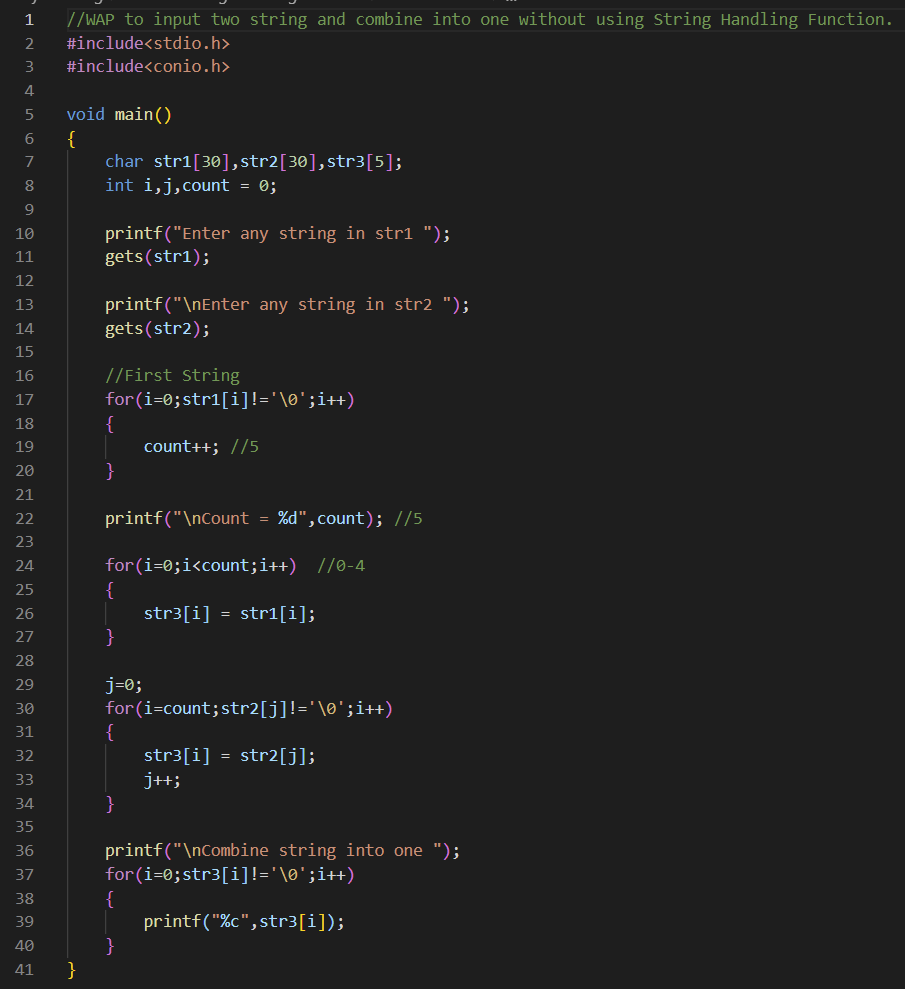 1 //WAP to input two string and combine into one without using String Handling Function.
2 #include<stdio.h>
3 #include<conio.h>
4
5 void main()
6 {
7 char str1[30],str2[30],str3[5];
8 int i,j,count = 0;
9
10 printf("Enter any string in str1 ");
11 gets(str1);
12
13 printf("\nEnter any string in str2 ");
14 gets(str2);
15
16 //First String
17 for(i=0;str1[i]!='\0';i++)
18 {
19 count++; //5
20 }
21
22 printf("\nCount = %d",count); //5
23
24 for(i=0;i<count;i++)  //0-4
25 {
26 str3[i] = str1[i];
27 }
28
29 j=0;
30 for(i=count;str2[j]!='\0';i++)
31 {
32 str3[i] = str2[j];
33 j++;
34 }
35
36 printf("\nCombine string into one ");
37 for(i=0;str3[i]!='\0';i++)
38 {
39 printf("%c",str3[i]);
40 }
41 }